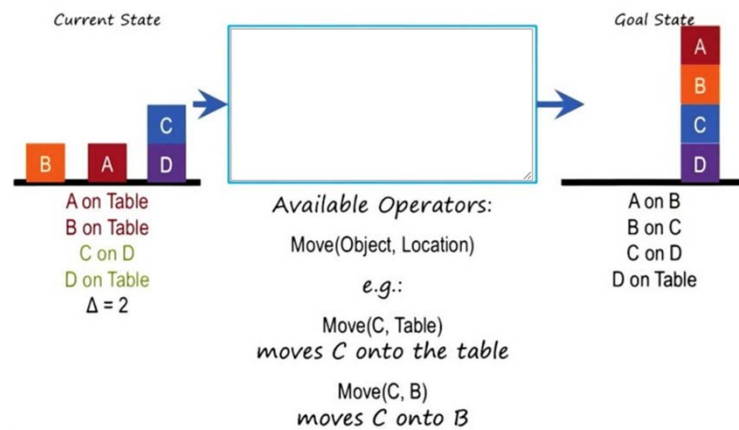 Current State
Goal State
B
A
C
D
A
B
C
D
A on Table
B on Table
C on D
D on Table
Δ = 2
Available Operators:
Move(Object, Location)
e.g.:
Move(C, Table)
moves C onto the table
Move(C, B)
moves C onto B
A on B
B on C
C on D
D on Table